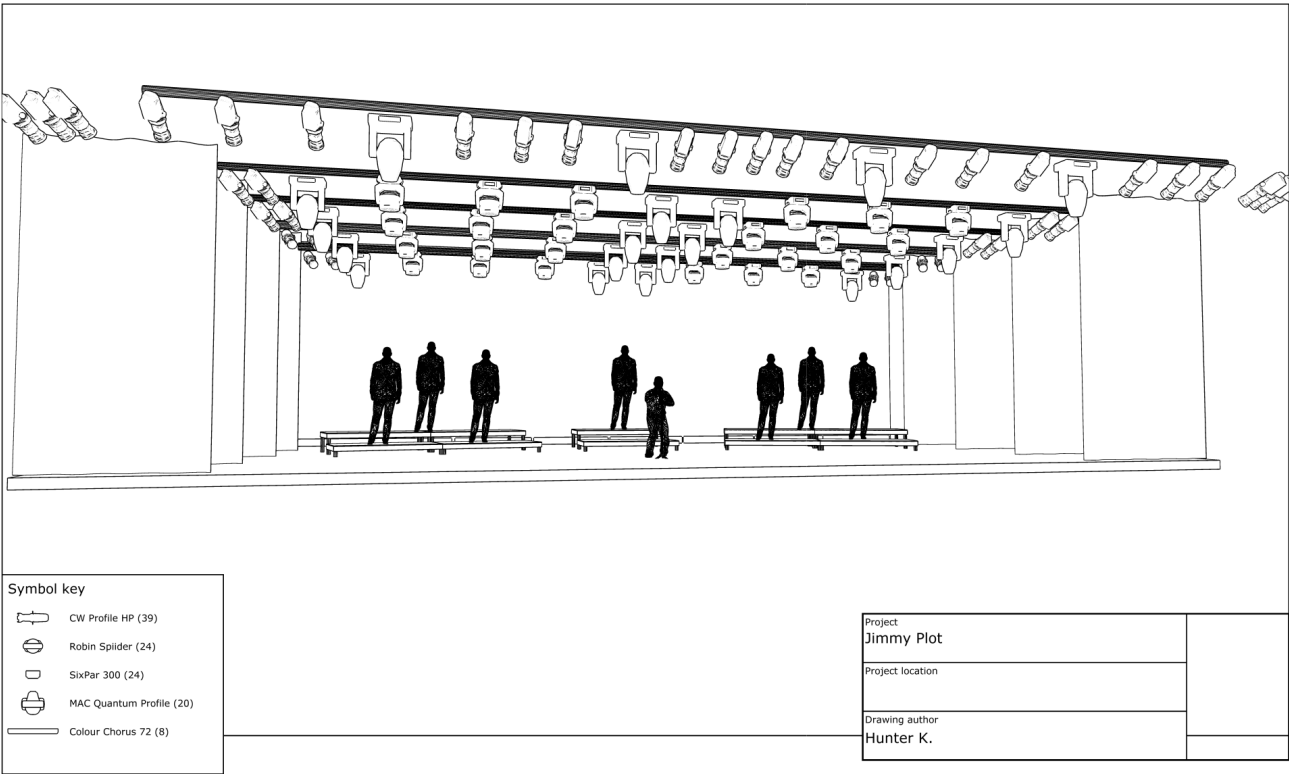 Symbol key
CW Profile HP (39)
Robin Spiider (24)
SixPar 300 (24)
MAC Quantum Profile (20)
Colour Chorus 72 (8)
Project
Jimmy Plot
Project location
Drawing author
Hunter K.